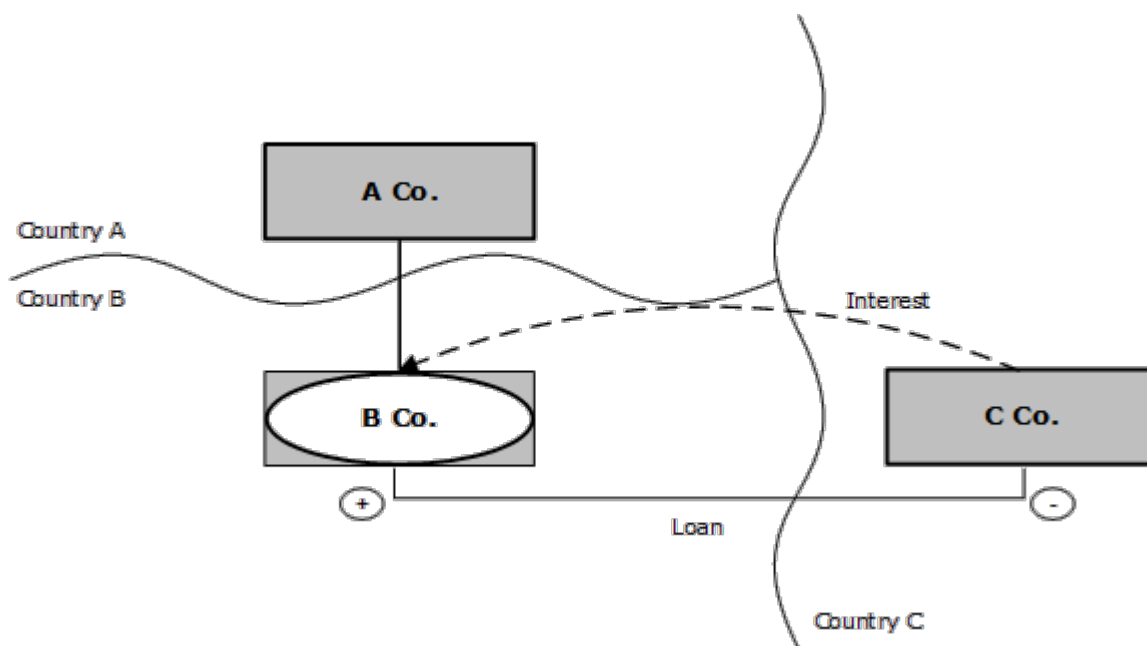 A Co.
Country A
Country B
Interest
B Co.
C Co.
+
-
Loan
Country C